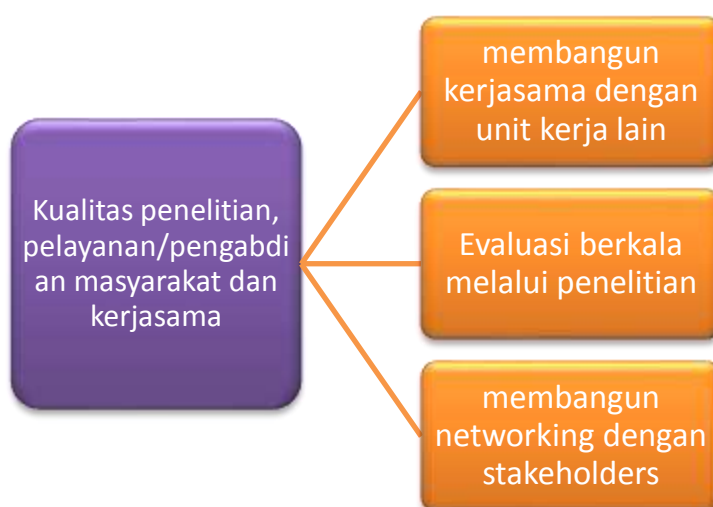 Kualitas penelitian,
pelayanan/pengabdi
an masyarakat dan
kerjasama
membangun
kerjasama dengan
unit kerja lain
Evaluasi berkala
melalui penelitian
membangun
networking dengan
stakeholders